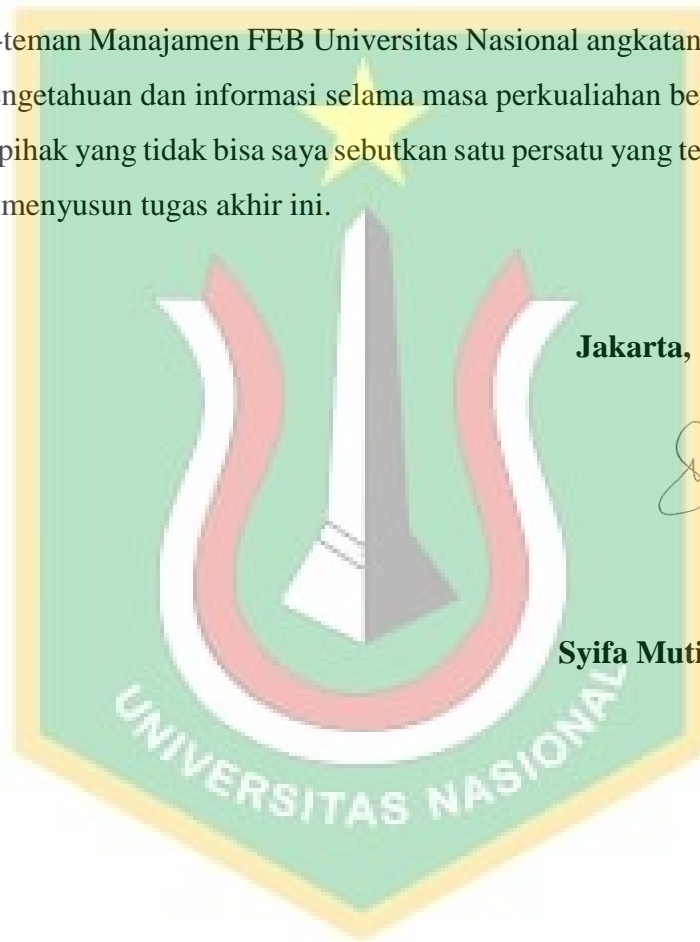 -teman Manajamen FEB Universitas Nasional angkatan
ngetahuan dan informasi selama masa perkualiahan be
pihak yang tidak bisa saya sebutkan satu persatu yang te
menyusun tugas akhir ini.
Jakarta,
Syifa Muti
UNIVERSITAS NASIONAL